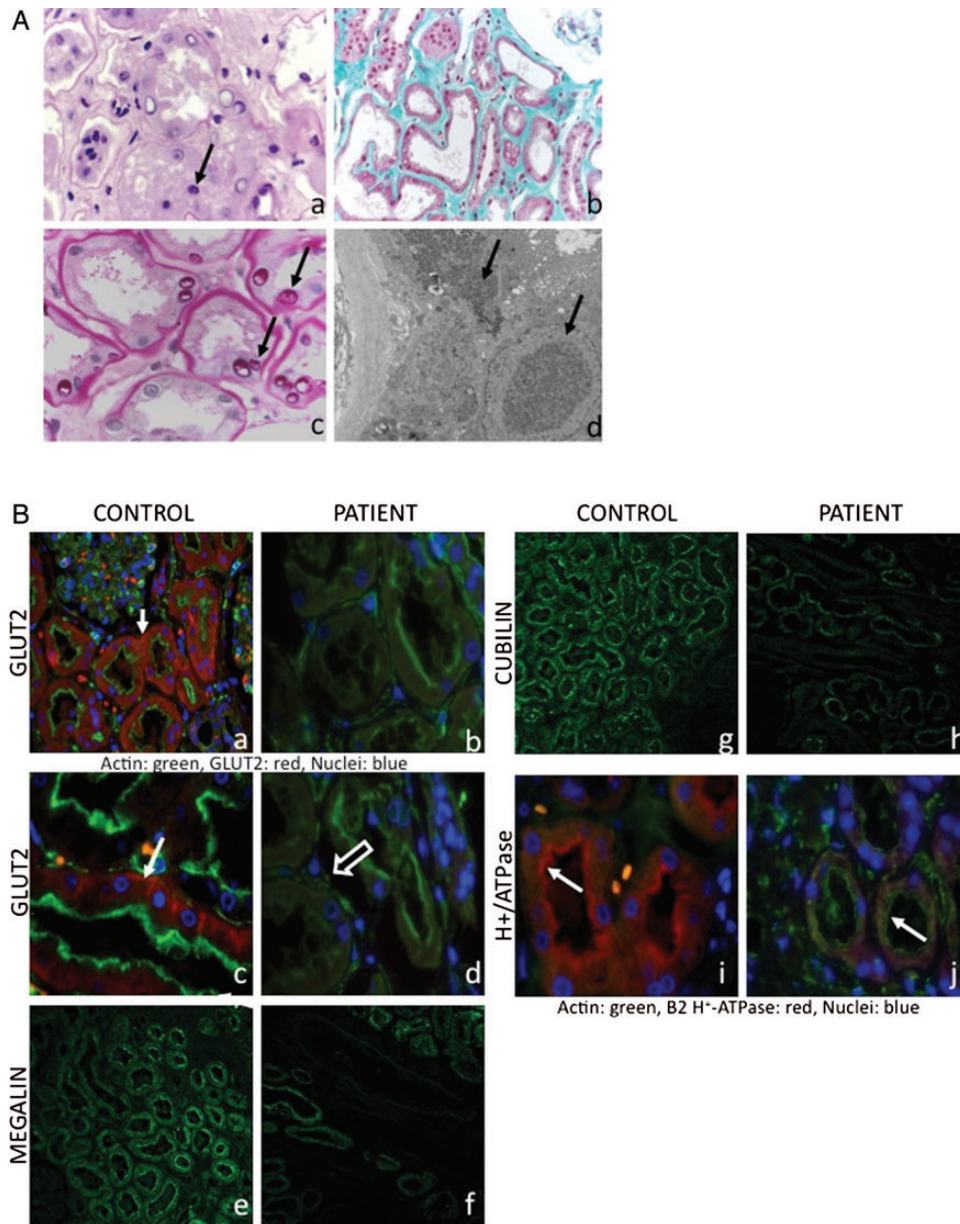 A
a
b
c
d
B
CONTROL PATIENT CONTROL PATIENT
GLUT2
a
b
CUBILIN
g
h
Actin: green, GLUT2: red, Nuclei: blue
GLUT2
c
d
H+/ATPase
i
j
Actin: green, B2 H⁺-ATPase: red, Nuclei: blue
MEGALIN
e
f